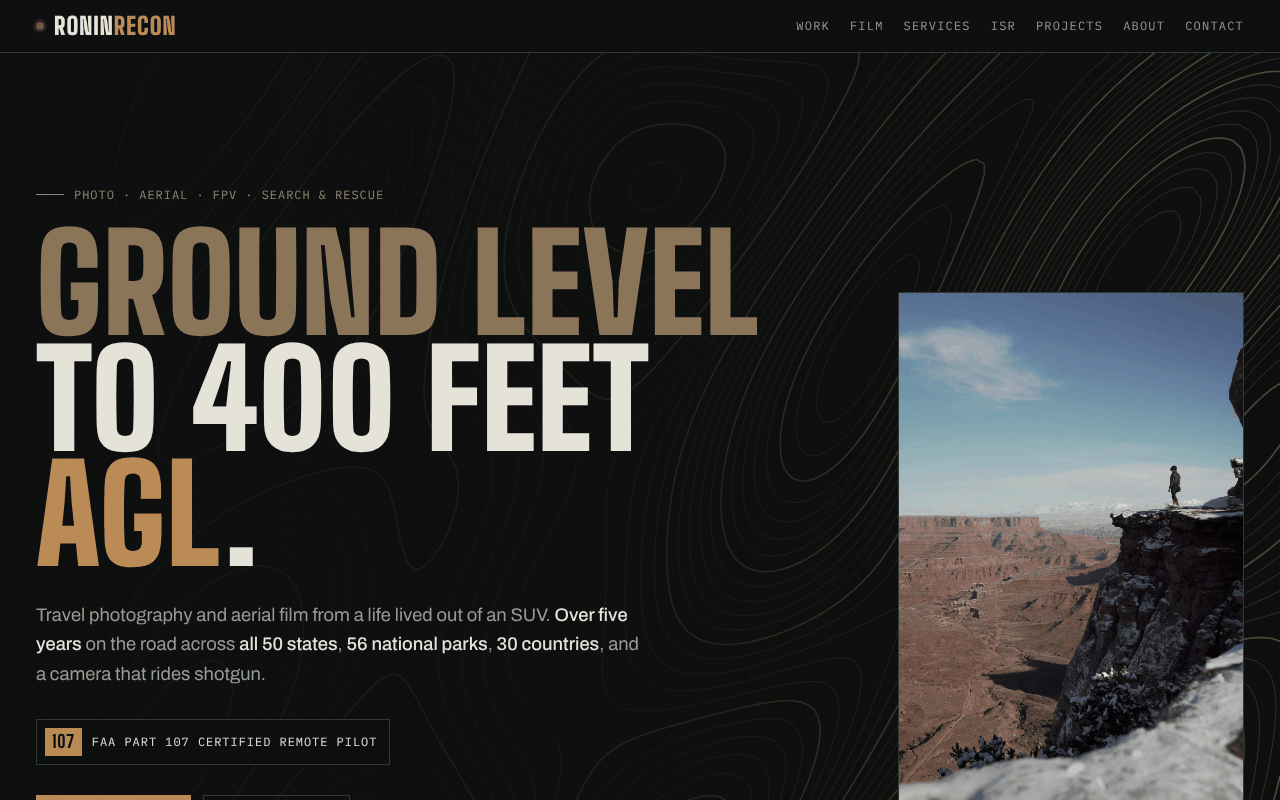 RONINRECON
WORK FILM SERVICES ISR PROJECTS ABOUT CONTACT
PHOTO · AERIAL · FPV · SEARCH & RESCUE
GROUND LEVEL
TO 400 FEET
AGL.
Travel photography and aerial film from a life lived out of an SUV. Over five
years on the road across all 50 states, 56 national parks, 30 countries, and
a camera that rides shotgun.
107 FAA PART 107 CERTIFIED REMOTE PILOT